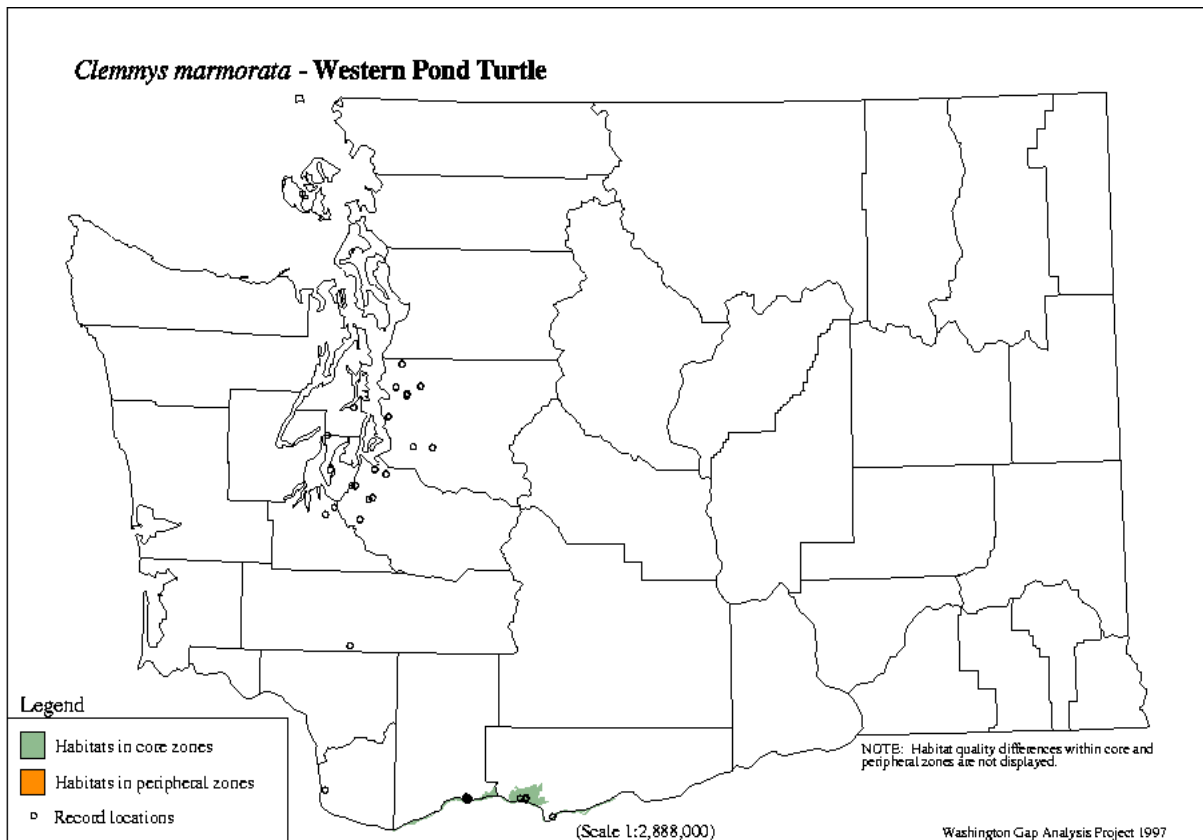 Clemmys marmorata - Western Pond Turtle
Legend
Habitats in core zones
Habitats in peripheral zones
Record locations
NOTE: Habitat quality differences within core and
peripheral zones are not displayed.
(Scale 1:2,888,000)
Washington Gap Analysis Project 1997